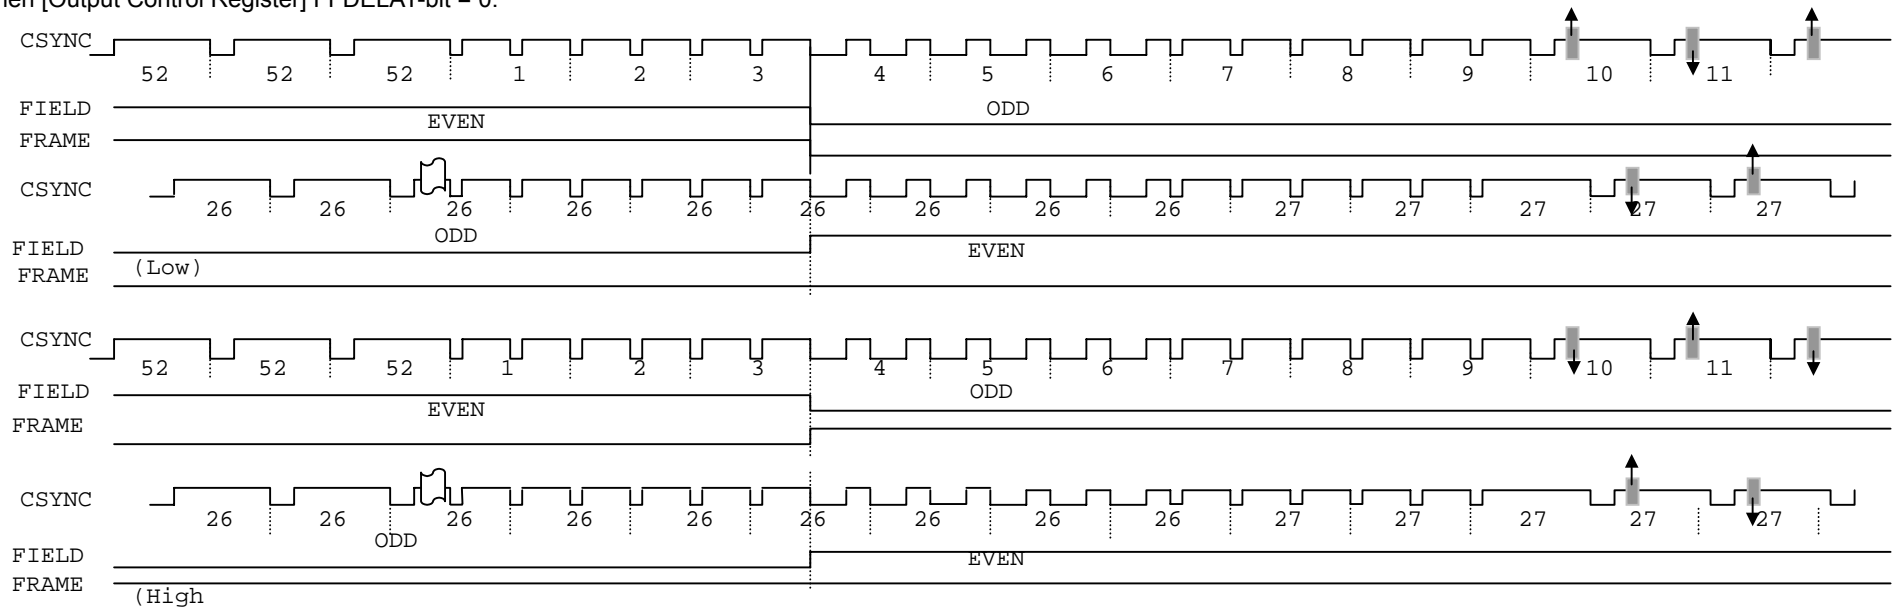 [Output Control Register]
CSYNC
52 52 52 1 2 3 4 5 6 7 8 9 10 11
FIELD
EVEN ODD
FRAME
CSYNC
26 26 26 26 26 26 26 26 26 27 27 27 27 27
ODD
FIELD EVEN
(Low)
FRAME
CSYNC
52 52 52 1 2 3 4 5 6 7 8 9 10 11
FIELD ODD
EVEN
FRAME
CSYNC
26 26 26 26 26 26 26 26 26 27 27 27 27 27
ODD
FIELD EVEN
FRAME
(High